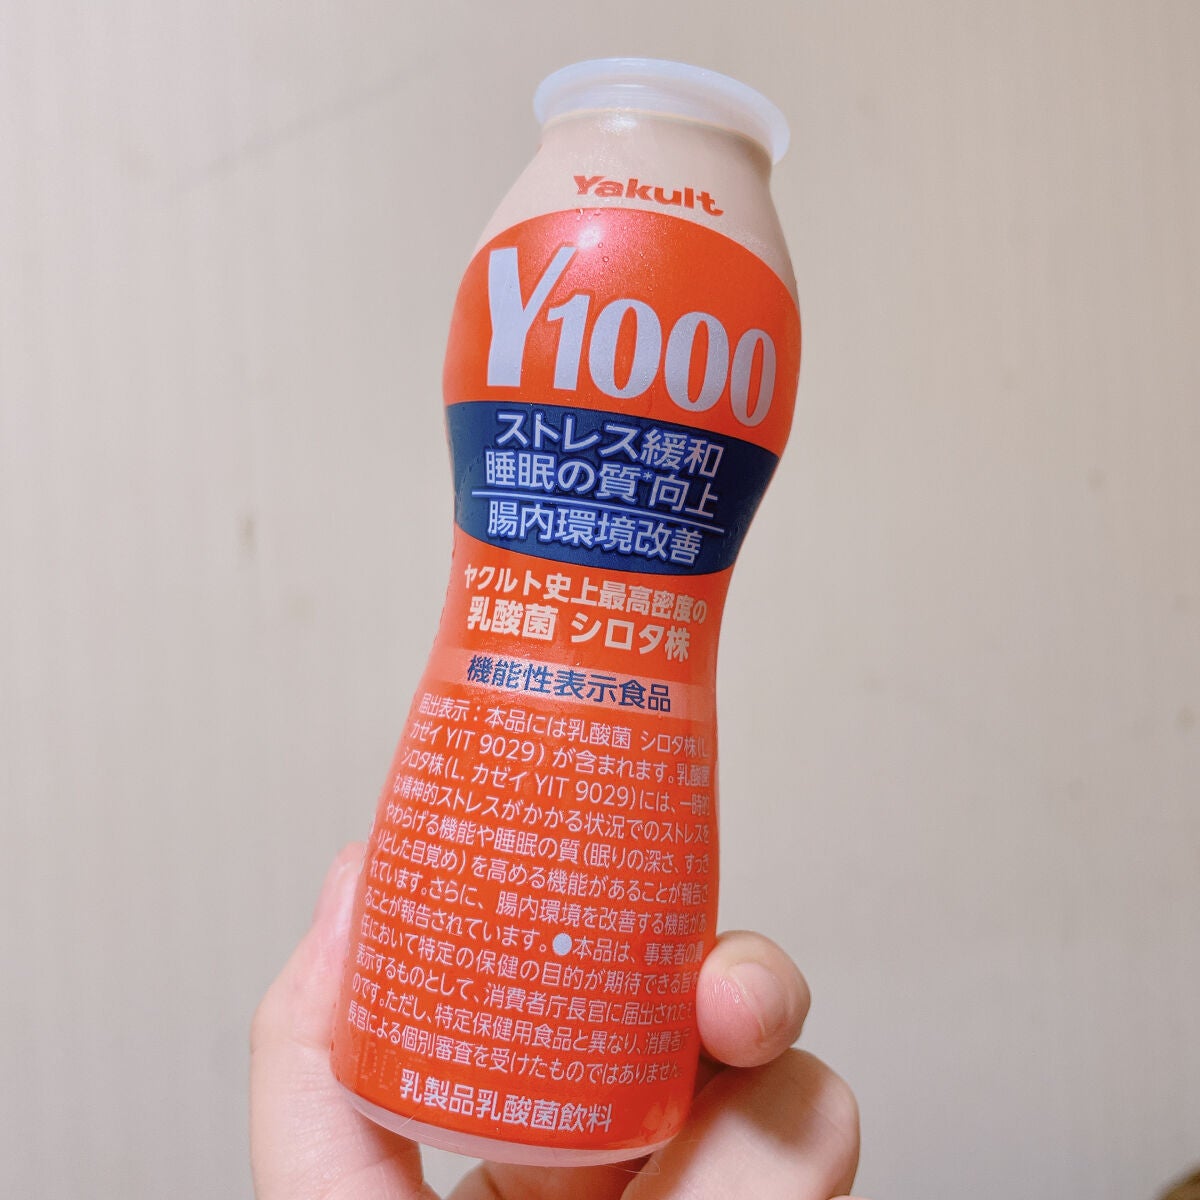 Yakult
Y1000
ストレス緩和
睡眠の質*向上
腸内環境改善
ヤクルト史上最高密度の
乳酸菌 シロタ株
機能性表示食品
届出表示:本品には乳酸菌 シロタ株(L.
カゼイ YIT 9029)が含まれます。乳酸菌
シロタ株(L. カゼイ YIT 9029)には、一時的
な精神的ストレスがかかる状況でのストレスを
やわらげる機能や睡眠の質(眠りの深さ、すっき
りとした目覚め)を高める機能があることが報告さ
れています。さらに、腸内環境を改善する機能があ
ることが報告されています。●本品は、事業者の責
任において特定の保健の目的が期待できる旨を
表示するものとして、消費者庁長官に届出されたも
のです。ただし、特定保健用食品と異なり、消費者庁
長官による個別審査を受けたものではありません。
乳製品乳酸菌飲料